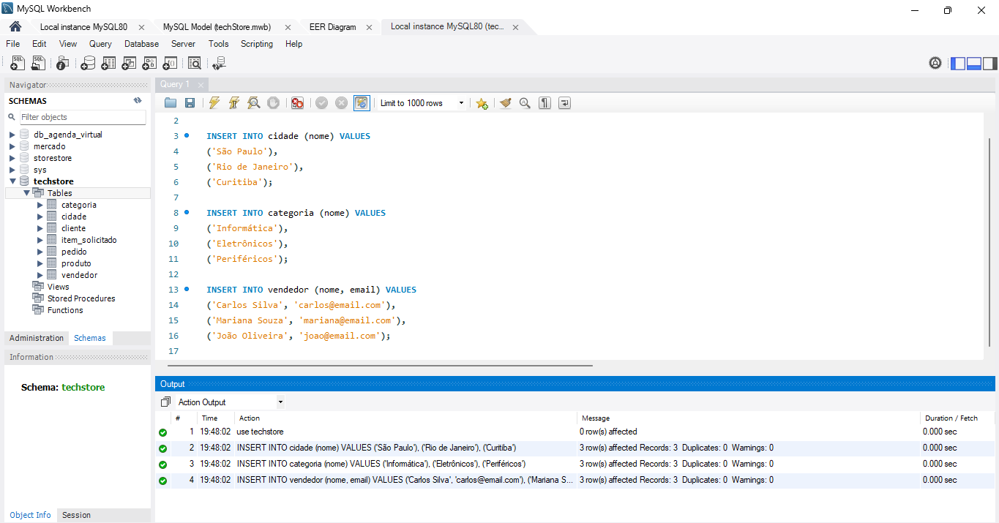 MySQL Workbench
Local instance MySQL80
MySQL Model (techStore.mwb)
EER Diagram
Local instance MySQL80 (tec...
File Edit View Query Database Server Tools Scripting Help
Navigator
SCHEMAS
Filter objects
db_agenda_virtual
mercado
storestore
sys
techstore
Tables
categoria
cidade
cliente
item_solicitado
pedido
produto
vendedor
Views
Stored Procedures
Functions
Administration Schemas
Information
Schema: techstore
Object Info Session
Query 1
Limit to 1000 rows
2
3 INSERT INTO cidade (nome) VALUES
4 ('São Paulo'),
5 ('Rio de Janeiro'),
6 ('Curitiba');
7
8 INSERT INTO categoria (nome) VALUES
9 ('Informática'),
10 ('Eletrônicos'),
11 ('Periféricos');
12
13 INSERT INTO vendedor (nome, email) VALUES
14 ('Carlos Silva', 'carlos@email.com'),
15 ('Mariana Souza', 'mariana@email.com'),
16 ('João Oliveira', 'joao@email.com');
17
Output
Action Output
# Time Action Message Duration / Fetch
1 19:48:02 use techstore 0 row(s) affected 0.000 sec
2 19:48:02 INSERT INTO cidade (nome) VALUES ('São Paulo'), ('Rio de Janeiro'), ('Curitiba') 3 row(s) affected Records: 3 Duplicates: 0 Warnings: 0 0.000 sec
3 19:48:02 INSERT INTO categoria (nome) VALUES ('Informática'), ('Eletrônicos'), ('Periféricos') 3 row(s) affected Records: 3 Duplicates: 0 Warnings: 0 0.000 sec
4 19:48:02 INSERT INTO vendedor (nome, email) VALUES ('Carlos Silva', 'carlos@email.com'), ('Mariana S... 3 row(s) affected Records: 3 Duplicates: 0 Warnings: 0 0.000 sec